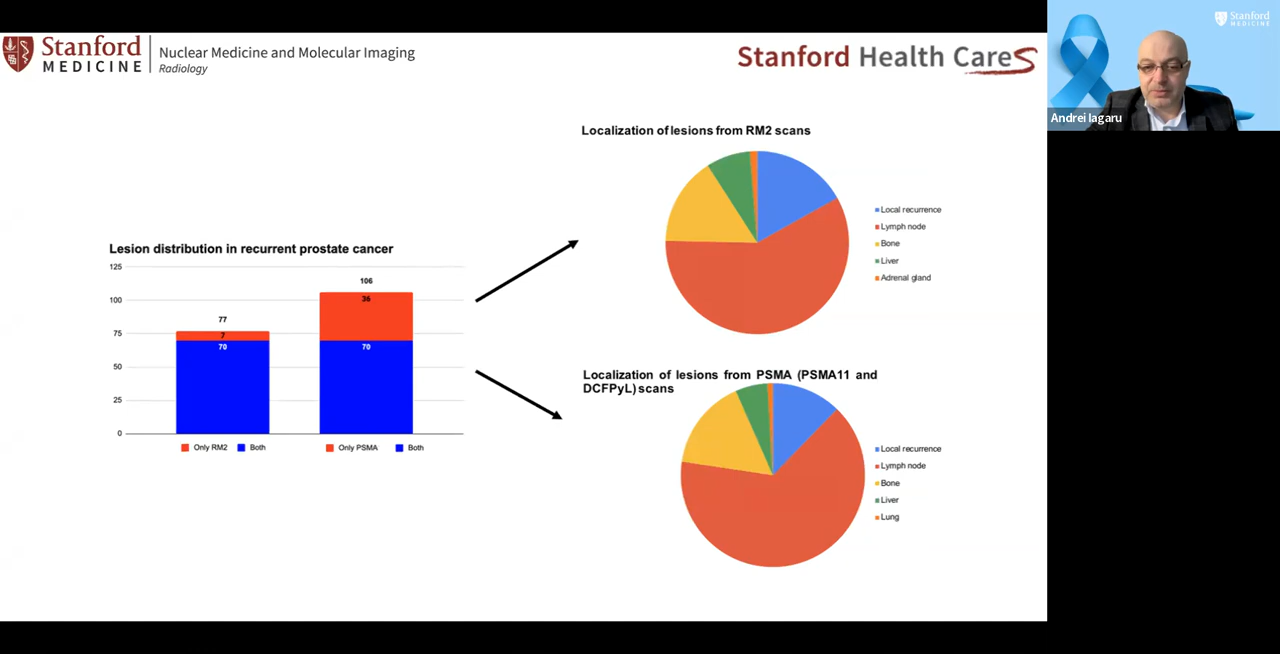 Stanford
MEDICINE
Nuclear Medicine and Molecular Imaging
Radiology
Stanford Health Care
Stanford
MEDICINE
Andrei Iagaru
Lesion distribution in recurrent prostate cancer
125
100
75
50
25
0
77
7
70
106
36
70
Only RM2 Both
Only PSMA Both
Localization of lesions from RM2 scans
Local recurrence
Lymph node
Bone
Liver
Adrenal gland
Localization of lesions from PSMA (PSMA11 and
DCFPyL) scans
Local recurrence
Lymph node
Bone
Liver
Lung